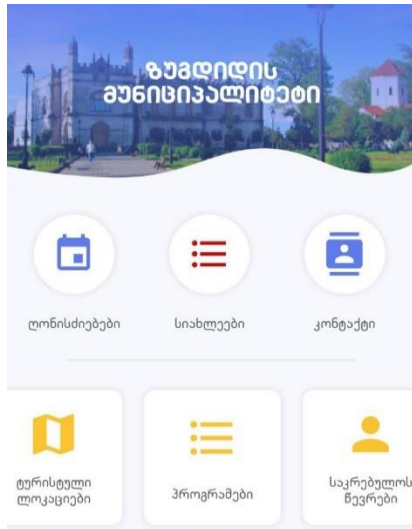 ზუგდიდის
მუნიციპალიტეტი
ღონისძიებები
სიახლეები
კონტაქტი
ტურისტული
ლოკაციები
პროგრამები
საკრებულოს
წევრები